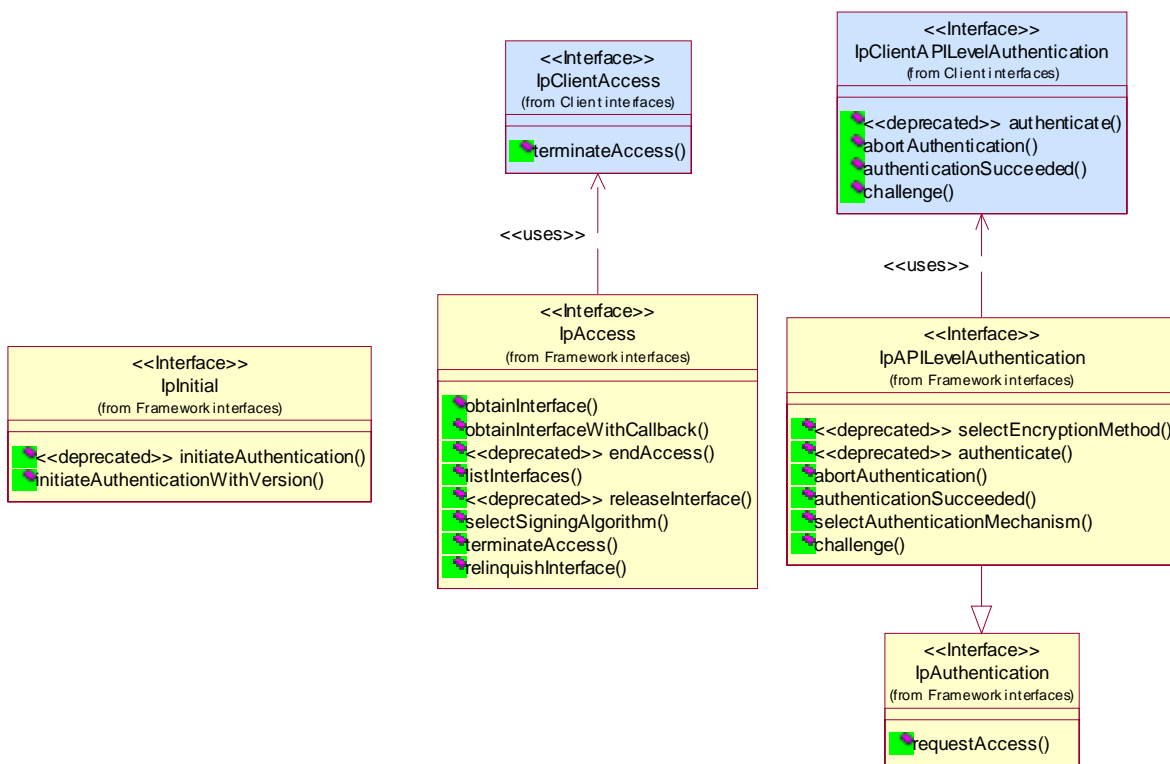 <<Interface>>
IpClientAccess
(from Client interfaces)
terminateAccess()
<<Interface>>
IpClientAPILevelAuthentication
(from Client interfaces)
<<deprecated>> authenticate()
abortAuthentication()
authenticationSucceeded()
challenge()
<<uses>>
<<uses>>
<<Interface>>
IpInitial
(from Framework interfaces)
<<deprecated>> initiateAuthentication()
initiateAuthenticationWithVersion()
<<Interface>>
IpAccess
(from Framework interfaces)
obtainInterface()
obtainInterfaceWithCallback()
<<deprecated>> endAccess()
listInterfaces()
<<deprecated>> releaseInterface()
selectSigningAlgorithm()
terminateAccess()
relinquishInterface()
<<Interface>>
IpAPILevelAuthentication
(from Framework interfaces)
<<deprecated>> selectEncryptionMethod()
<<deprecated>> authenticate()
abortAuthentication()
authenticationSucceeded()
selectAuthenticationMechanism()
challenge()
<<Interface>>
IpAuthentication
(from Framework interfaces)
requestAccess()